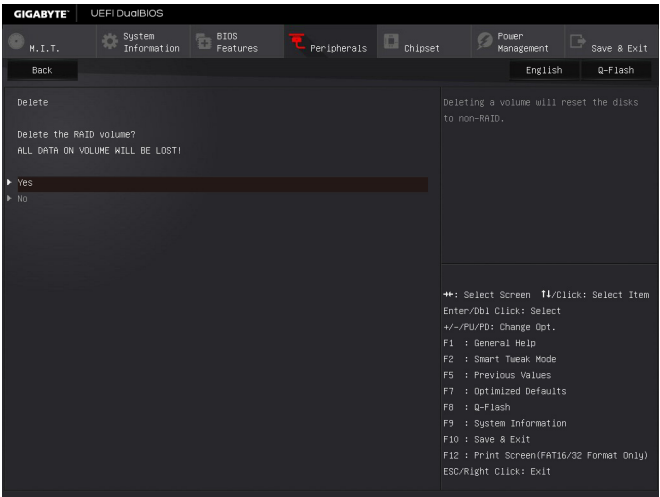 GIGABYTE™ UEFI DualBIOS
M.I.T. System Information BIOS Features Peripherals Chipset Power Management Save & Exit
Back English Q-Flash
Delete
Delete the RAID volume?
ALL DATA ON VOLUME WILL BE LOST!
Yes
No
Deleting a volume will reset the disks
to non-RAID.
→←: Select Screen ↑↓/Click: Select Item
Enter/Dbl Click: Select
+/-/PU/PD: Change Opt.
F1 : General Help
F2 : Smart Tweak Mode
F5 : Previous Values
F7 : Optimized Defaults
F8 : Q-Flash
F9 : System Information
F10 : Save & Exit
F12 : Print Screen(FAT16/32 Format Only)
ESC/Right Click: Exit